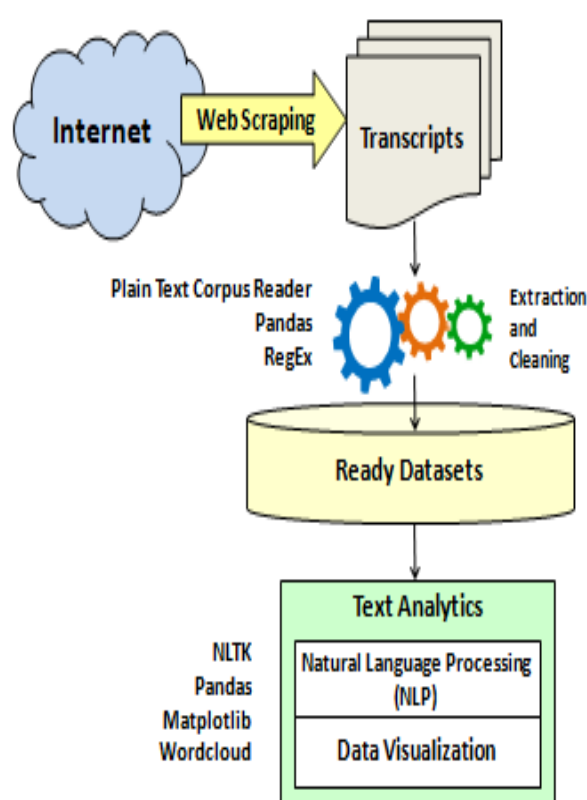 Internet
Web Scraping
Transcripts
Plain Text Corpus Reader
Pandas
RegEx
Extraction
and
Cleaning
Ready Datasets
Text Analytics
NLTK
Pandas
Matplotlib
Wordcloud
Natural Language Processing
(NLP)
Data Visualization